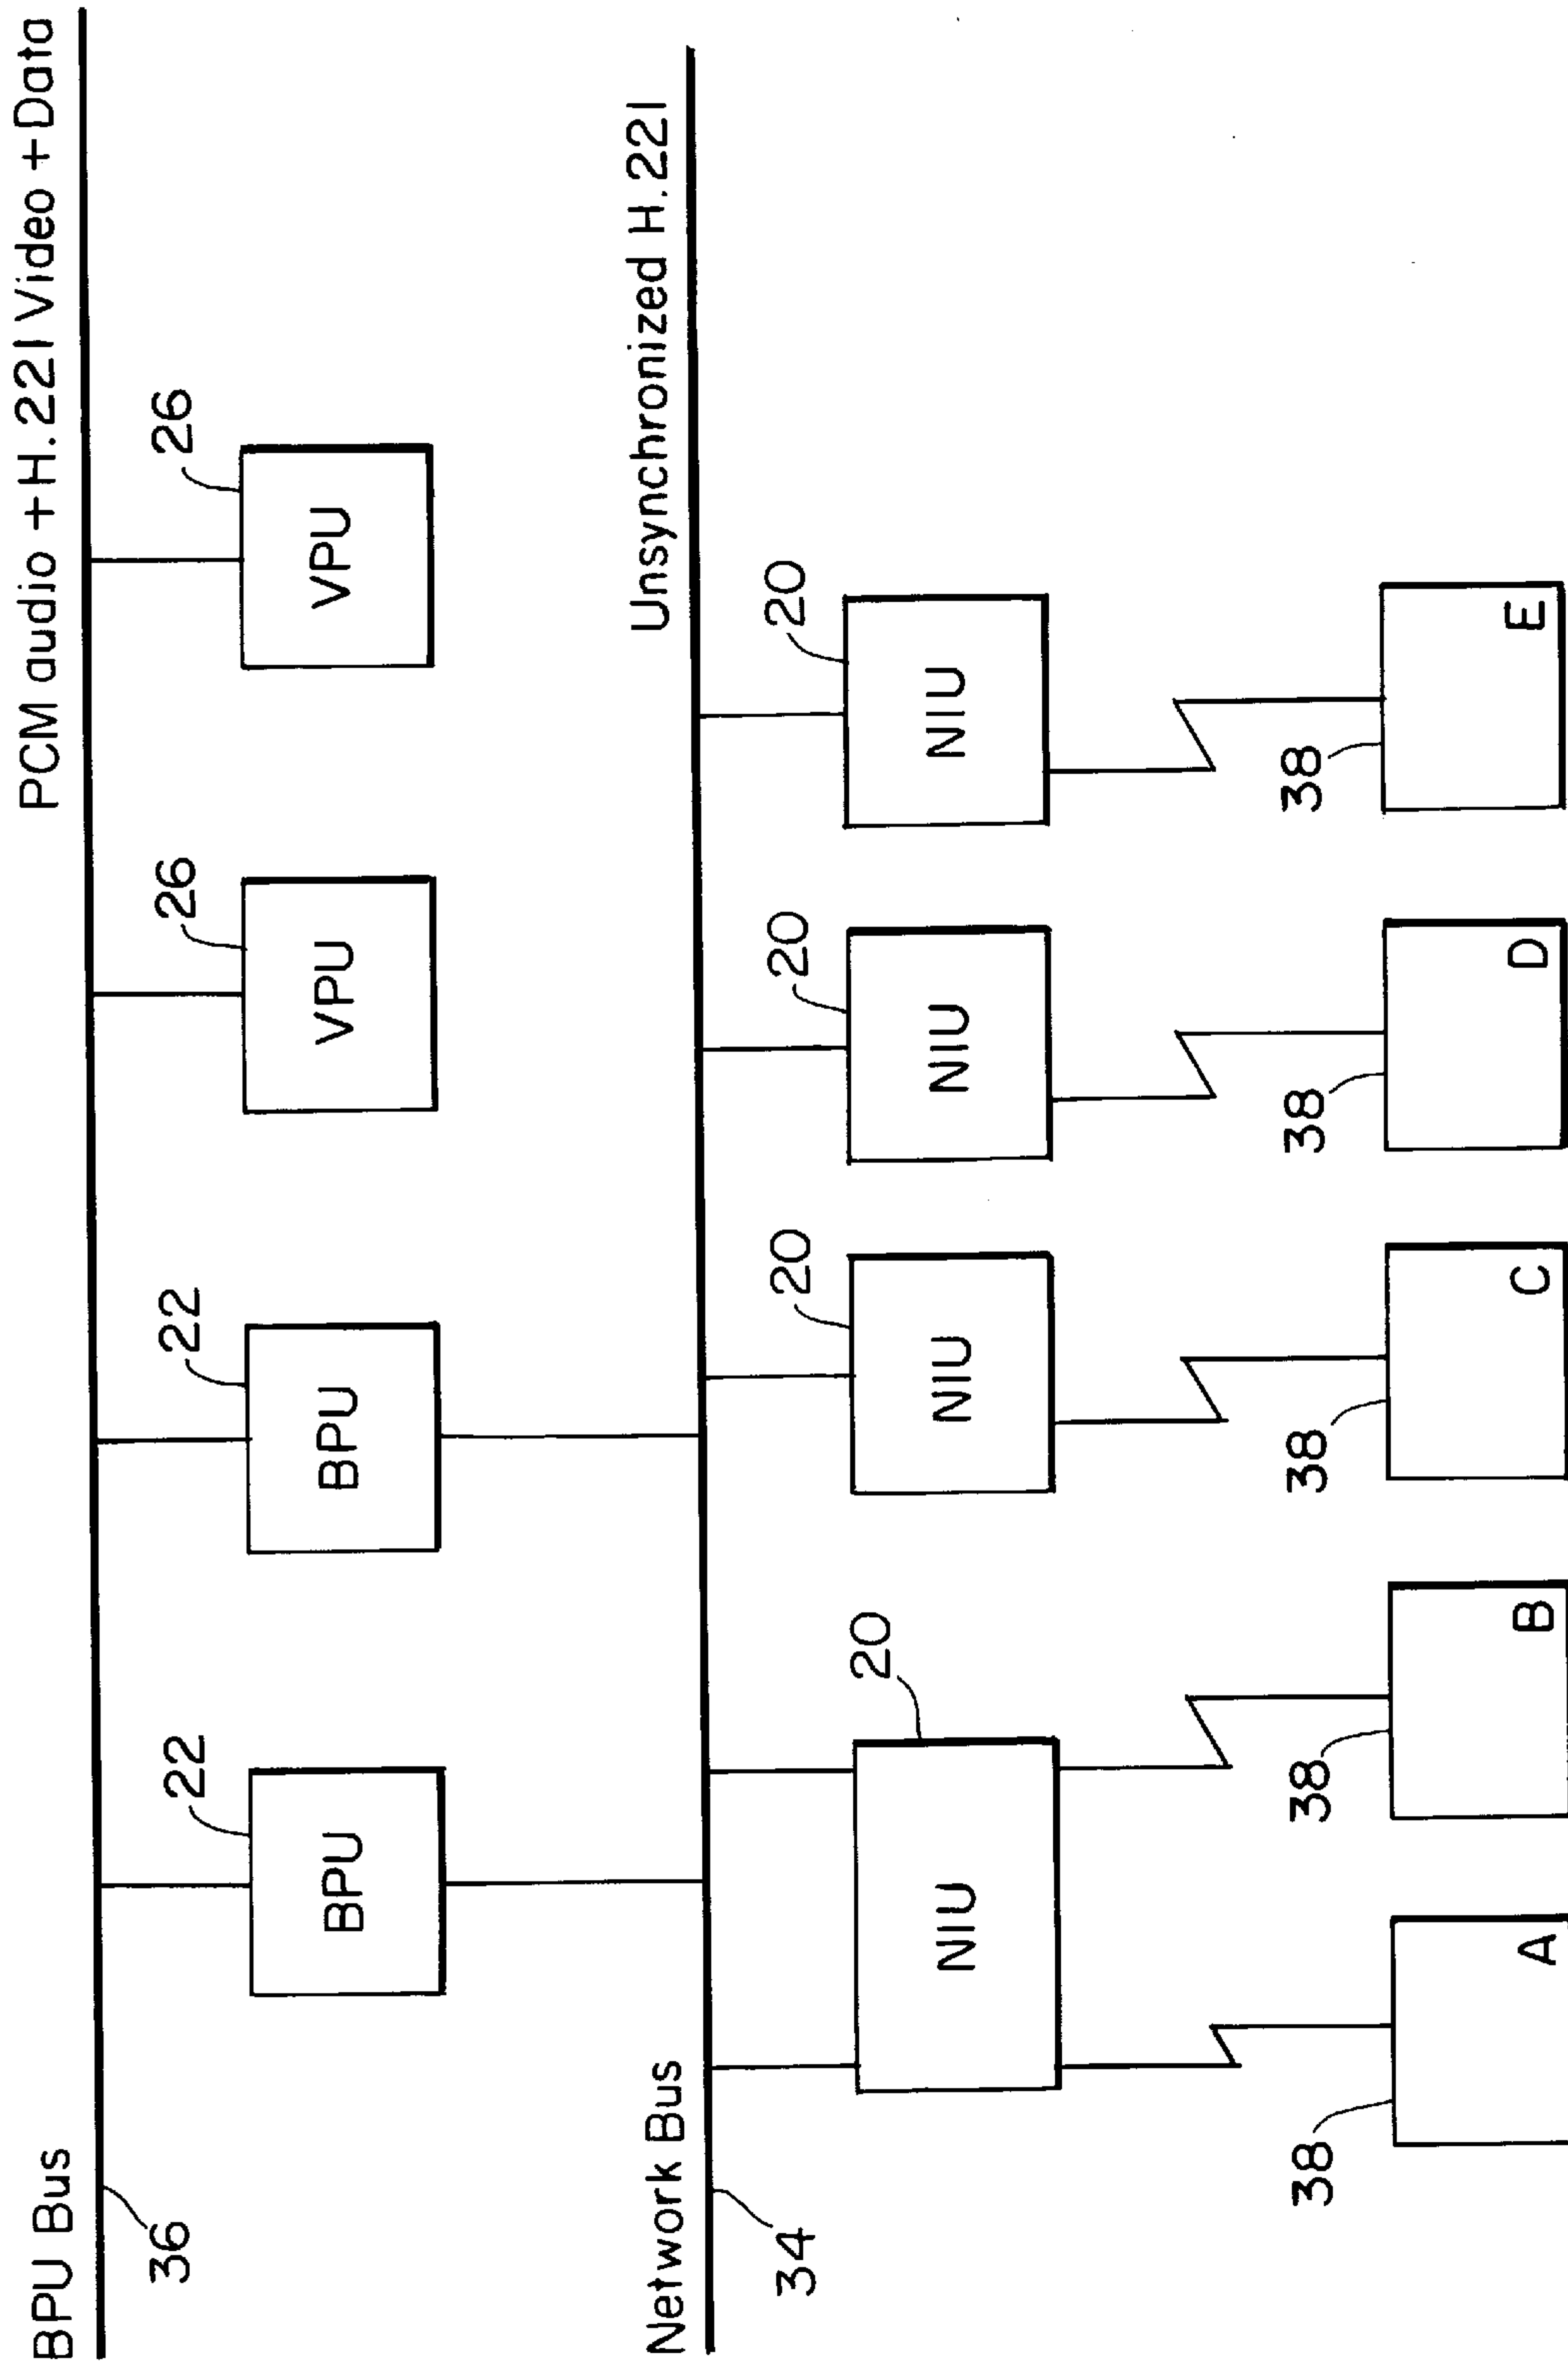 BPU Bus
PCM audio + H.221 Video + Data
36
22
22
26
26
BPU
BPU
VPU
VPU
Network Bus
Unsynchronized H.221
34
20
20
20
20
NIU
NIU
NIU
NIU
38
38
38
38
38
A
B
C
D
E